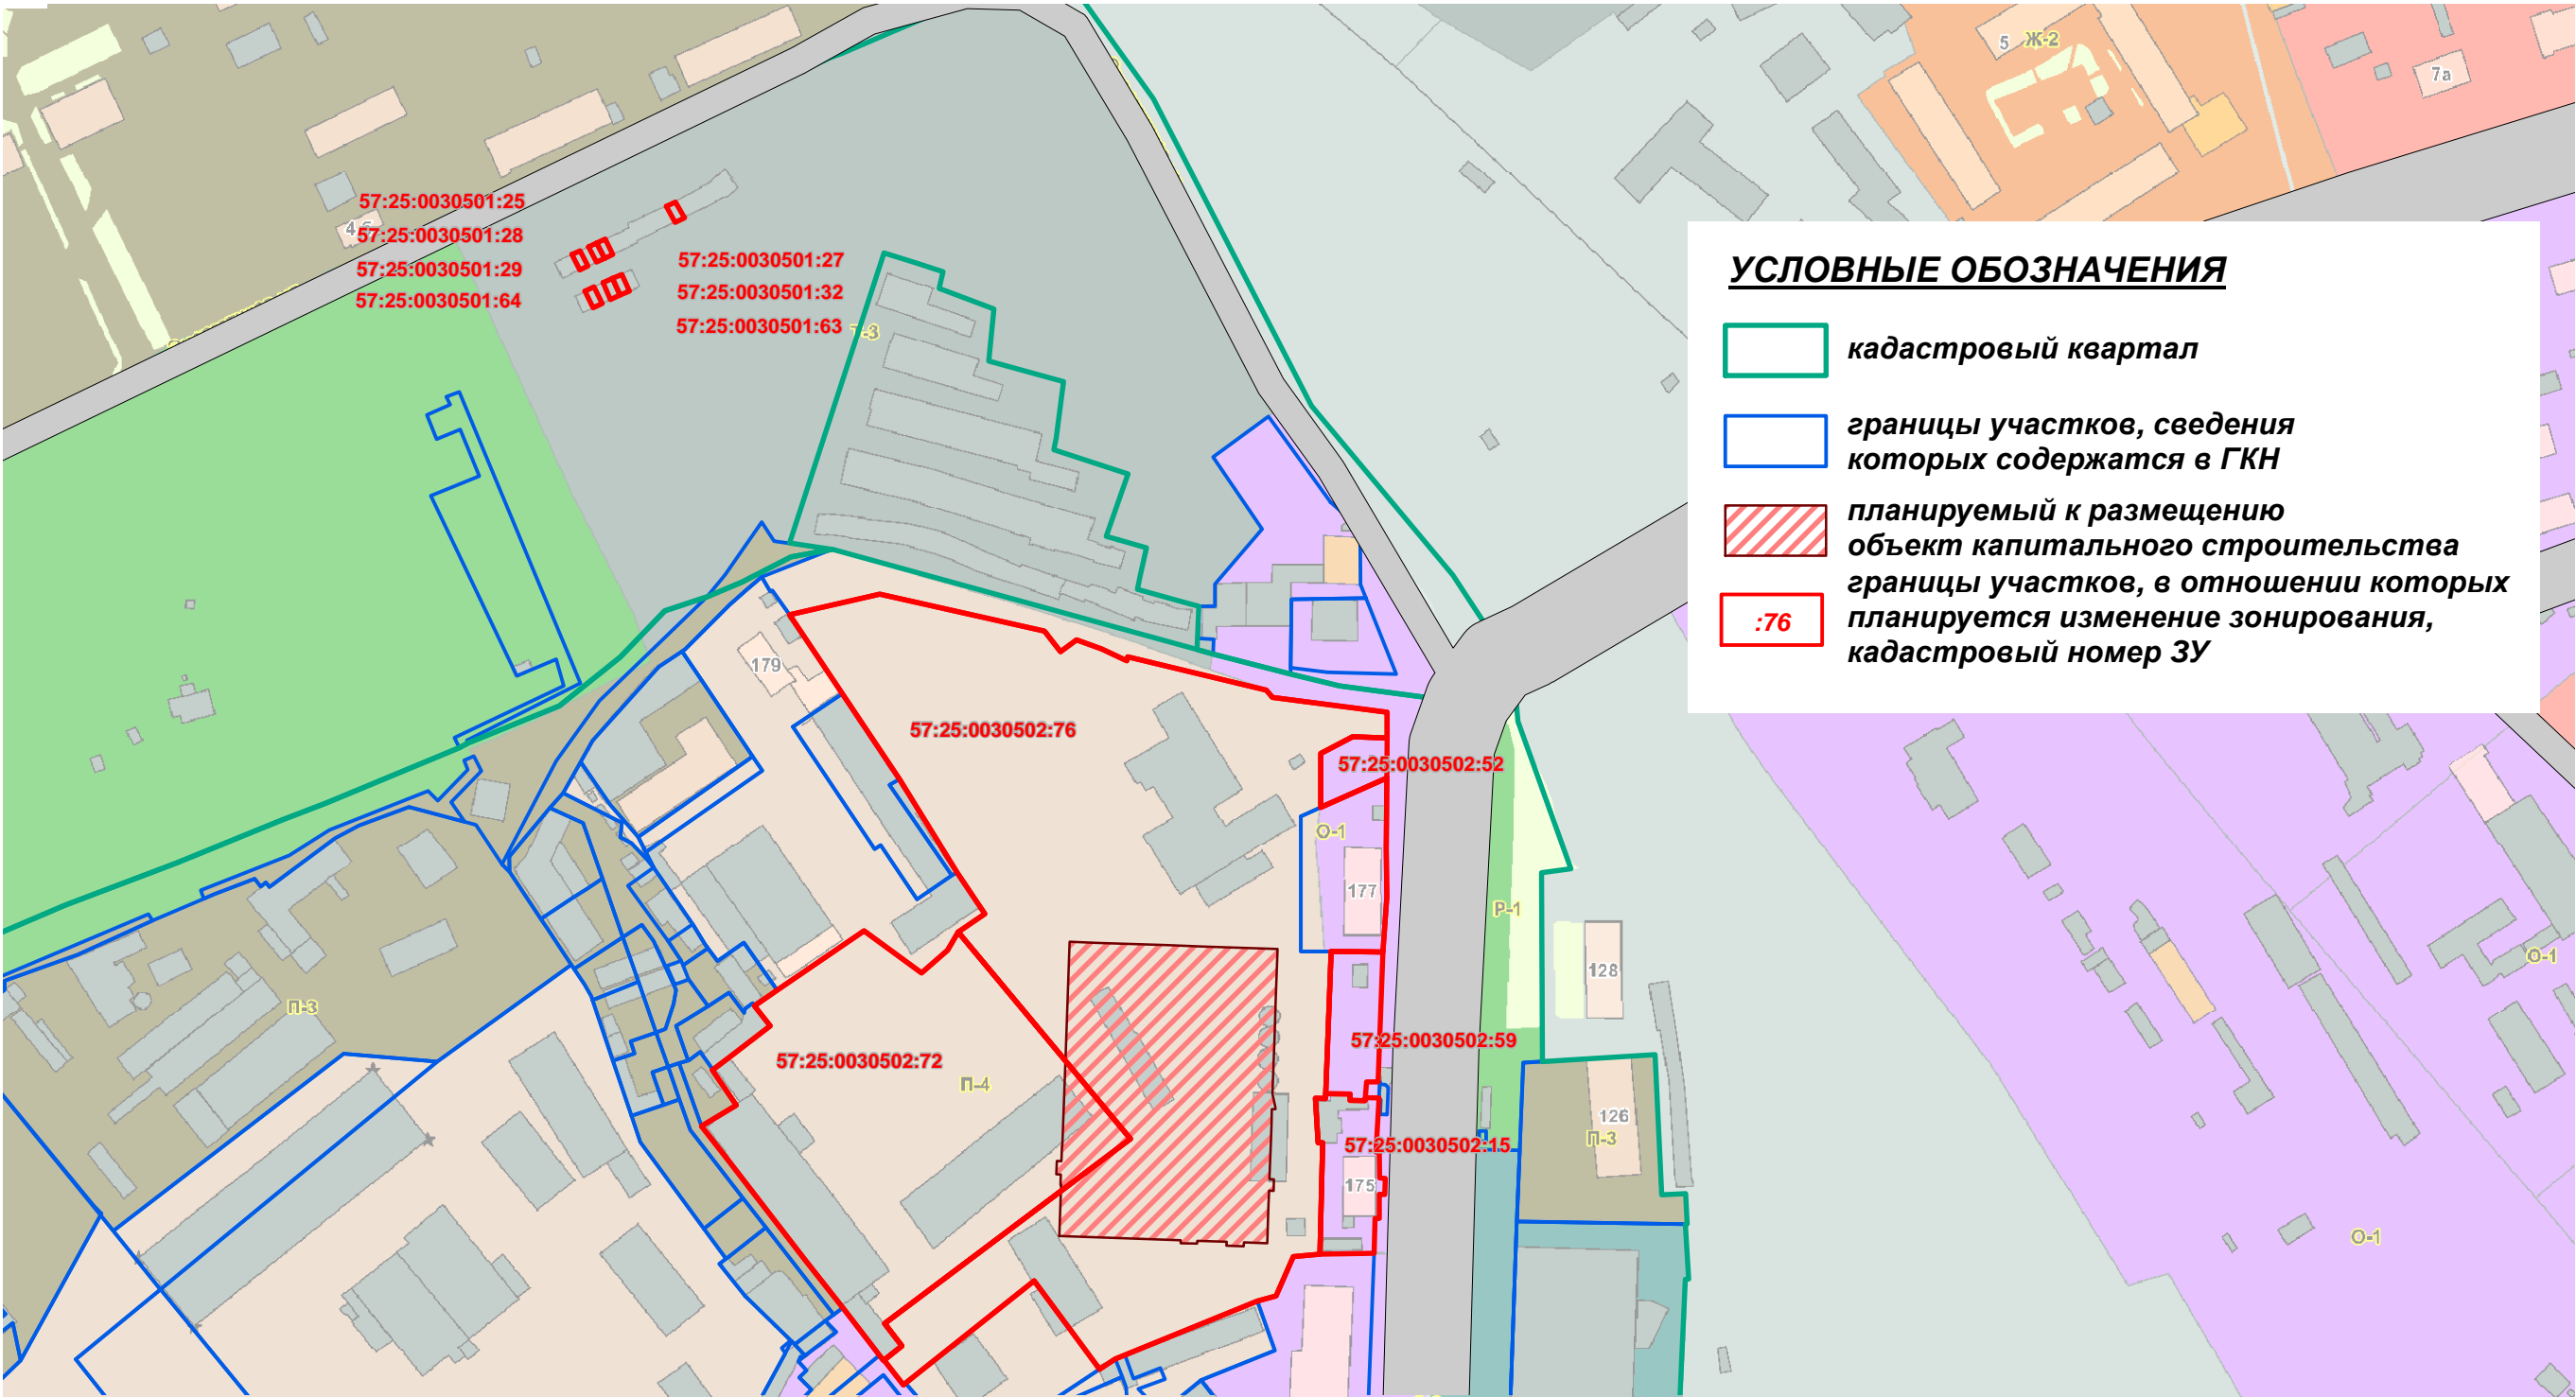 5
Ж-2
7а
57:25:0030501:25
57:25:0030501:28
57:25:0030501:29
57:25:0030501:64
57:25:0030501:27
57:25:0030501:32
57:25:0030501:63
Т-3
УСЛОВНЫЕ ОБОЗНАЧЕНИЯ
кадастровый квартал
границы участков, сведения
которых содержатся в ГКН
планируемый к размещению
объект капитального строительства
:76
границы участков, в отношении которых
планируется изменение зонирования,
кадастровый номер ЗУ
179
57:25:0030502:76
57:25:0030502:52
О-1
177
Р-1
128
О-1
П-3
57:25:0030502:72
П-4
57:25:0030502:59
126
П-3
57:25:0030502:15
175
О-1